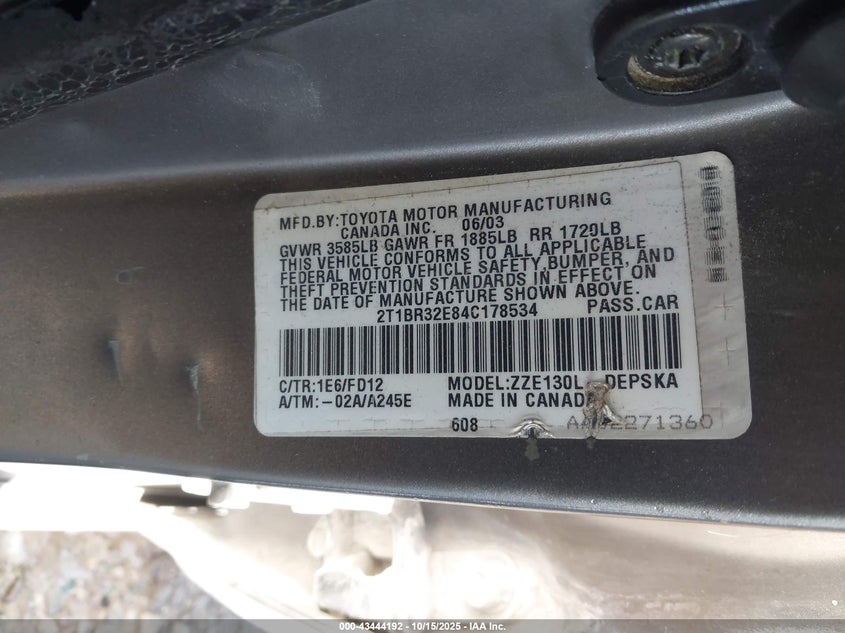 MFD.BY:TOYOTA MOTOR MANUFACTURING
CANADA INC. 06/03
GVWR 3585LB GAWR FR 1885LB RR 1720LB
THIS VEHICLE CONFORMS TO ALL APPLICABLE
FEDERAL MOTOR VEHICLE SAFETY, BUMPER, AND
THEFT PREVENTION STANDARDS IN EFFECT ON
THE DATE OF MANUFACTURE SHOWN ABOVE.
2T1BR32E84C178534 PASS.CAR
C/TR:1E6/FD12 MODEL:ZZE130L DEPSKA
A/TM:-02A/A245E MADE IN CANADA
608
000-43444192 - 10/15/2025 - IAA Inc.